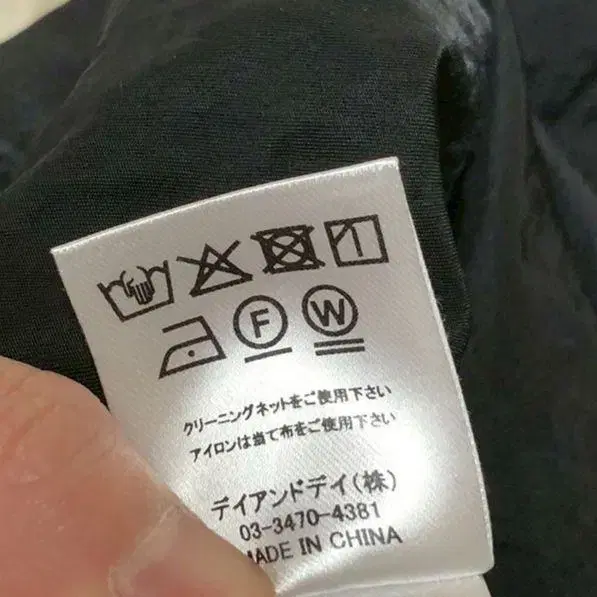 F W
クリーニングネットをご使用下さい
アイロンは当て布をご使用下さい
デイアンドデイ(株)
03-3470-4381
MADE IN CHINA